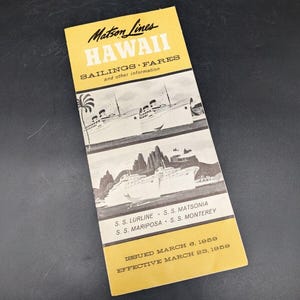 Matson Lines
HAWAII
SAILINGS · FARES
and other information
S. S. LURLINE · S. S. MATSONIA
S. S. MARIPOSA · S. S. MONTEREY
ISSUED MARCH 6, 1959
EFFECTIVE MARCH 23, 1959